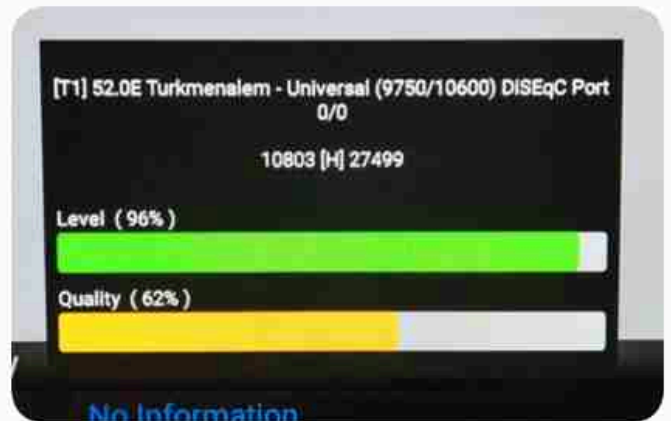 [T1] 52.0E Turkmenalem - Universal (9750/10600) DISEqC Port
0/0
10803 [H] 27499
Level ( 96% )
Quality ( 62% )
No Information